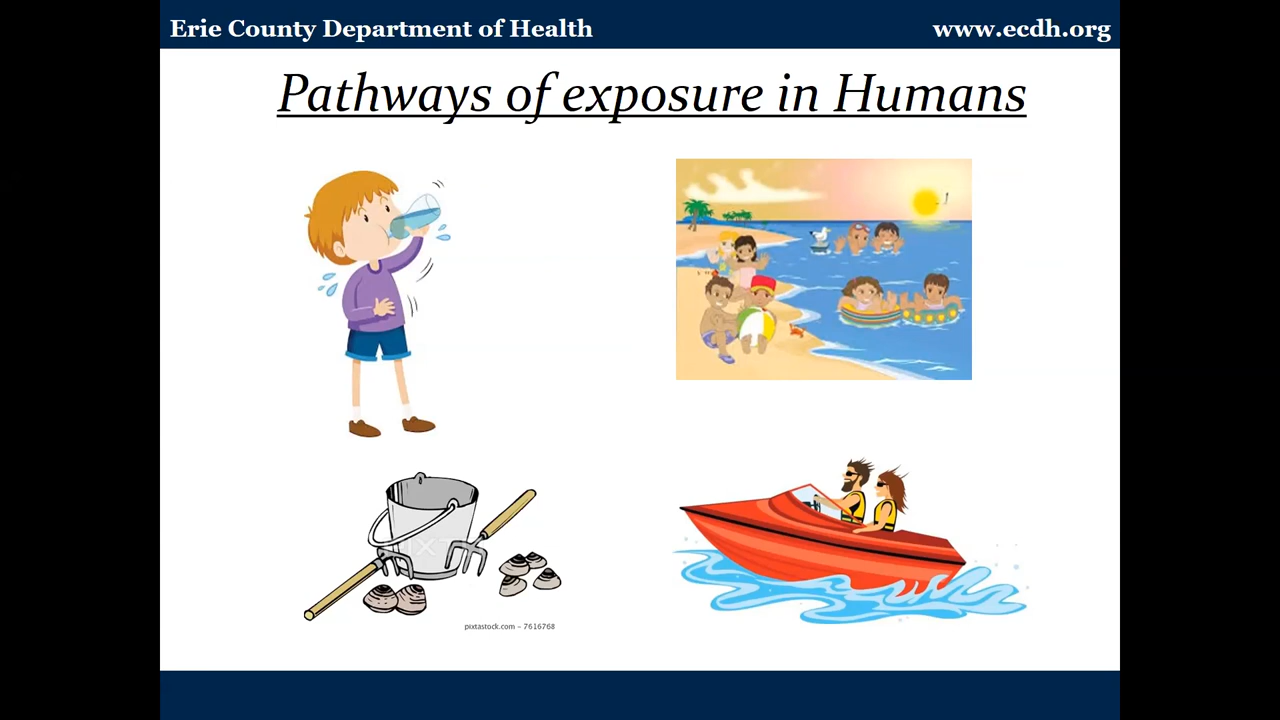 Erie County Department of Health
www.ecdh.org
Pathways of exposure in Humans
pixtastock.com - 7616768